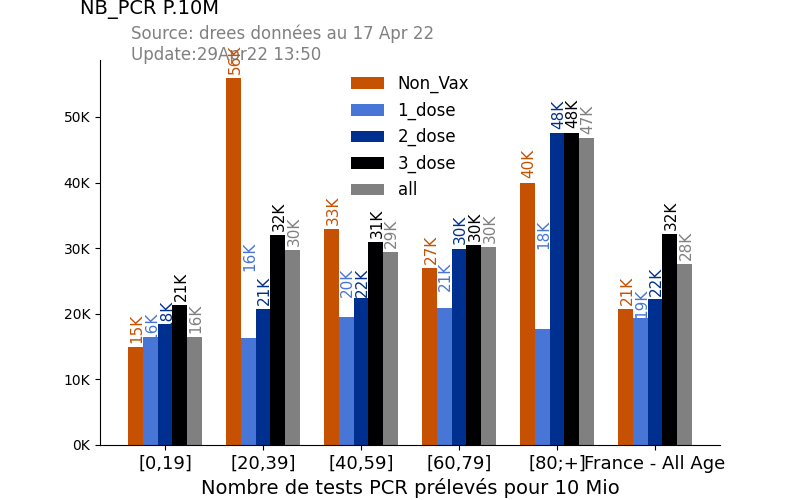 NB_PCR P.10M
Source: drees données au 17 Apr 22
Update:29Apr22 13:50
56K
Non_Vax
1_dose
2_dose
3_dose
all
50K
40K
30K
20K
10K
0K
15K
16K
18K
21K
16K
16K
21K
32K
30K
33K
20K
22K
31K
29K
27K
21K
30K
30K
30K
40K
18K
48K
48K
47K
21K
19K
22K
32K
28K
[0,19] [20,39] [40,59] [60,79] [80;+] France - All Age
Nombre de tests PCR prélevés pour 10 Mio